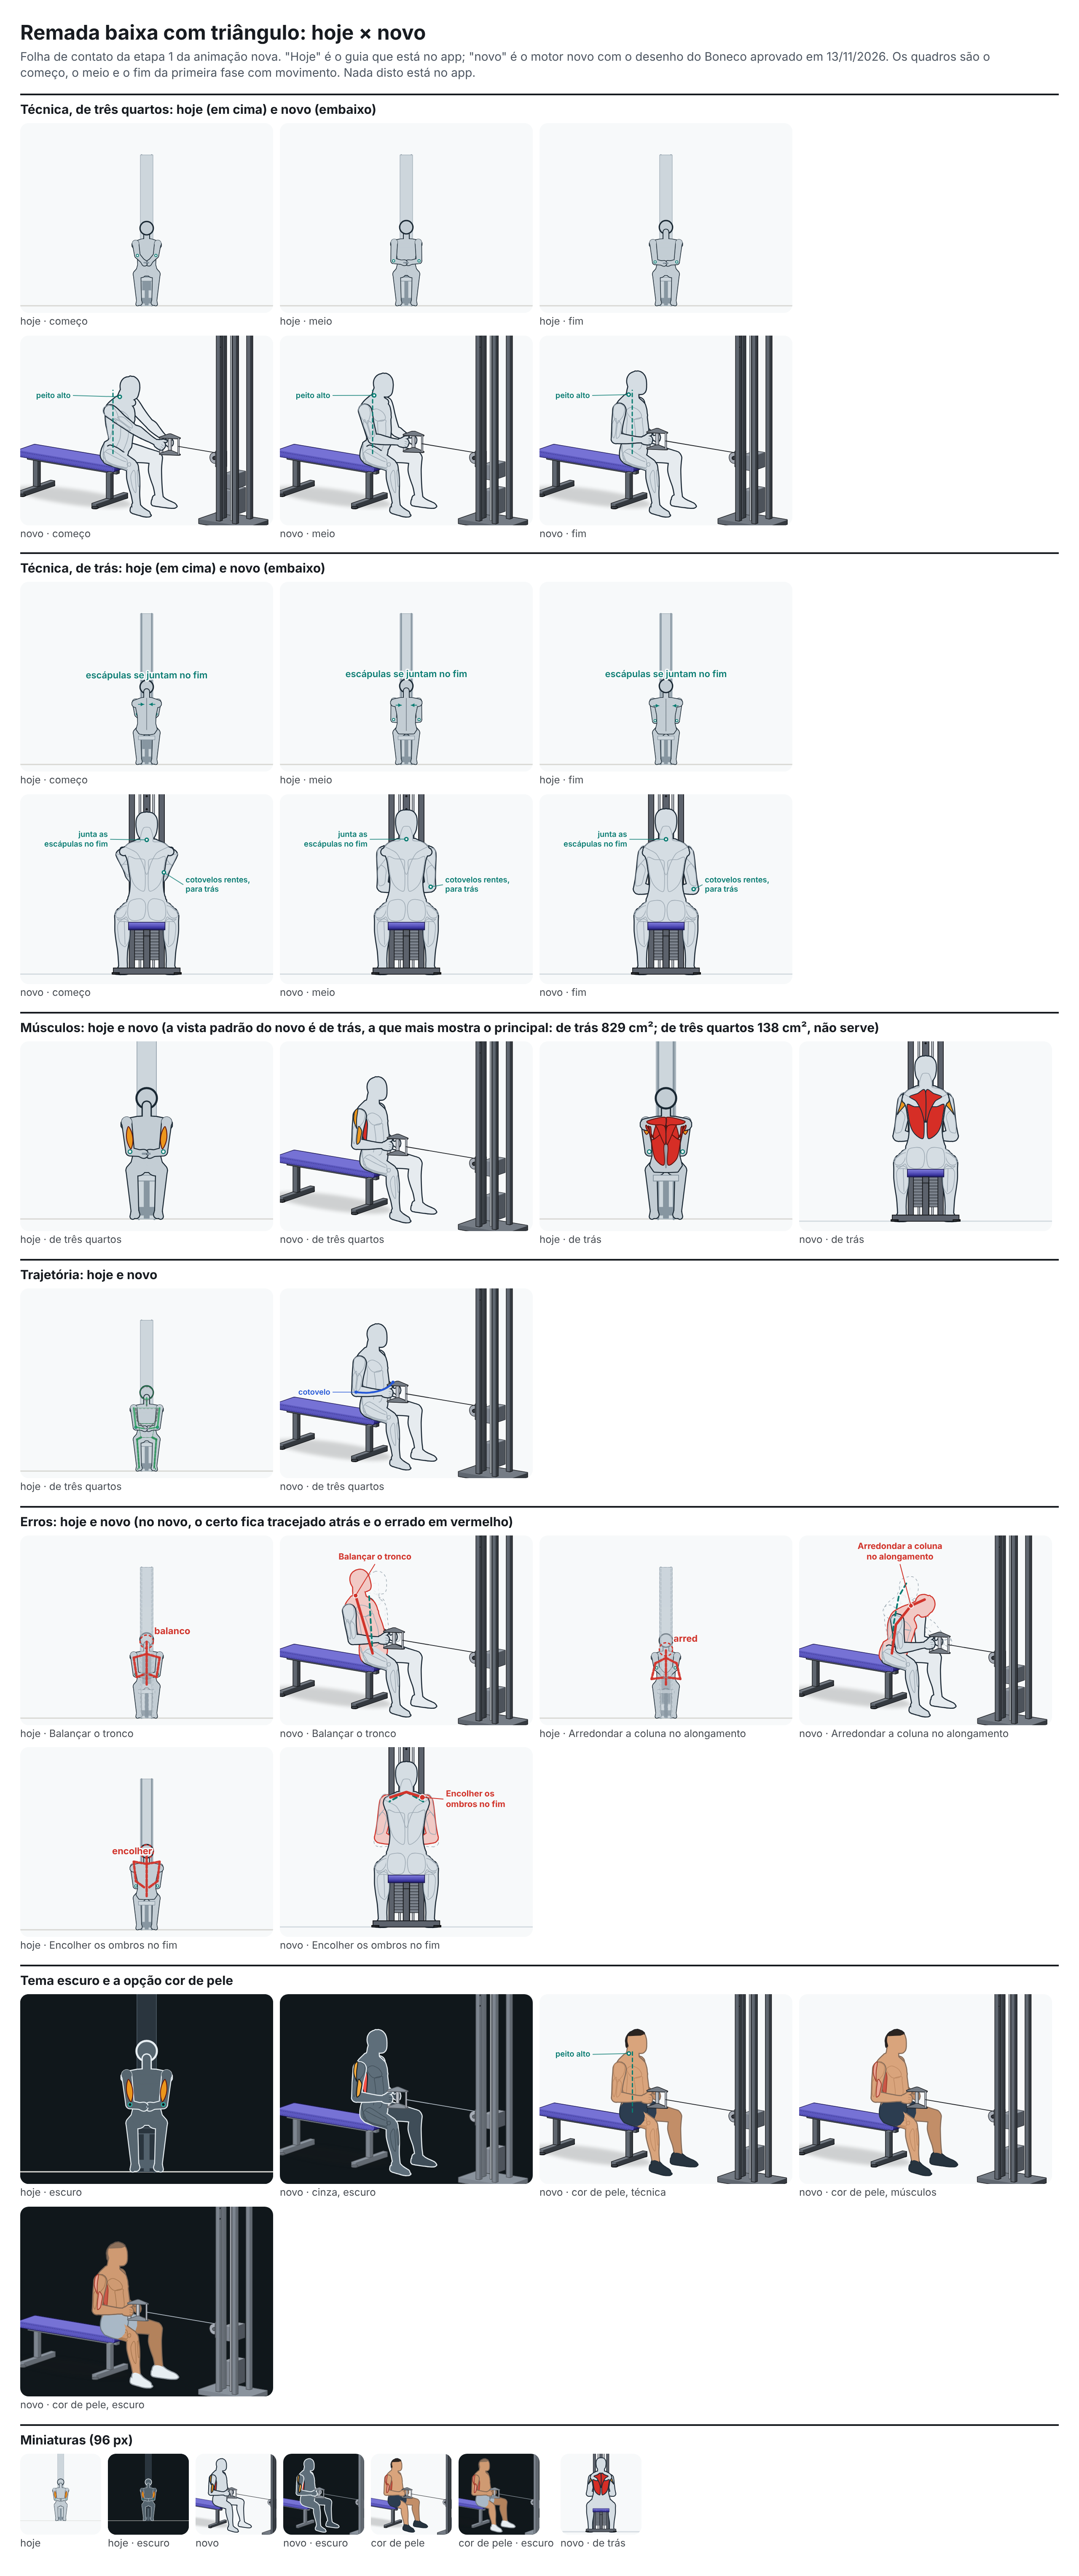 Remada baixa com triângulo: hoje × novo
Folha de contato da etapa 1 da animação nova. "Hoje" é o guia que está no app; "novo" é o motor novo com o desenho do Boneco aprovado em 13/11/2026. Os quadros são o
começo, o meio e o fim da primeira fase com movimento. Nada disto está no app.
Técnica, de três quartos: hoje (em cima) e novo (embaixo)
hoje · começo
hoje · meio
hoje · fim
peito alto
peito alto
peito alto
novo · começo
novo · meio
novo · fim
Técnica, de trás: hoje (em cima) e novo (embaixo)
escápulas se juntam no fim
escápulas se juntam no fim
escápulas se juntam no fim
hoje · começo
hoje · meio
hoje · fim
junta as
escápulas no fim
cotovelos rentes,
para trás
junta as
escápulas no fim
cotovelos rentes,
para trás
junta as
escápulas no fim
cotovelos rentes,
para trás
novo · começo
novo · meio
novo · fim
Músculos: hoje e novo (a vista padrão do novo é de trás, a que mais mostra o principal: de trás 829 cm²; de três quartos 138 cm², não serve)
hoje · de três quartos
novo · de três quartos
hoje · de trás
novo · de trás
Trajetória: hoje e novo
cotovelo
hoje · de três quartos
novo · de três quartos
Erros: hoje e novo (no novo, o certo fica tracejado atrás e o errado em vermelho)
balanco
Balançar o tronco
arred
Arredondar a coluna
no alongamento
hoje · Balançar o tronco
novo · Balançar o tronco
hoje · Arredondar a coluna no alongamento
novo · Arredondar a coluna no alongamento
encolher
Encolher os
ombros no fim
hoje · Encolher os ombros no fim
novo · Encolher os ombros no fim
Tema escuro e a opção cor de pele
peito alto
hoje · escuro
novo · cinza, escuro
novo · cor de pele, técnica
novo · cor de pele, músculos
novo · cor de pele, escuro
Miniaturas (96 px)
hoje
hoje · escuro
novo
novo · escuro
cor de pele
cor de pele · escuro
novo · de trás